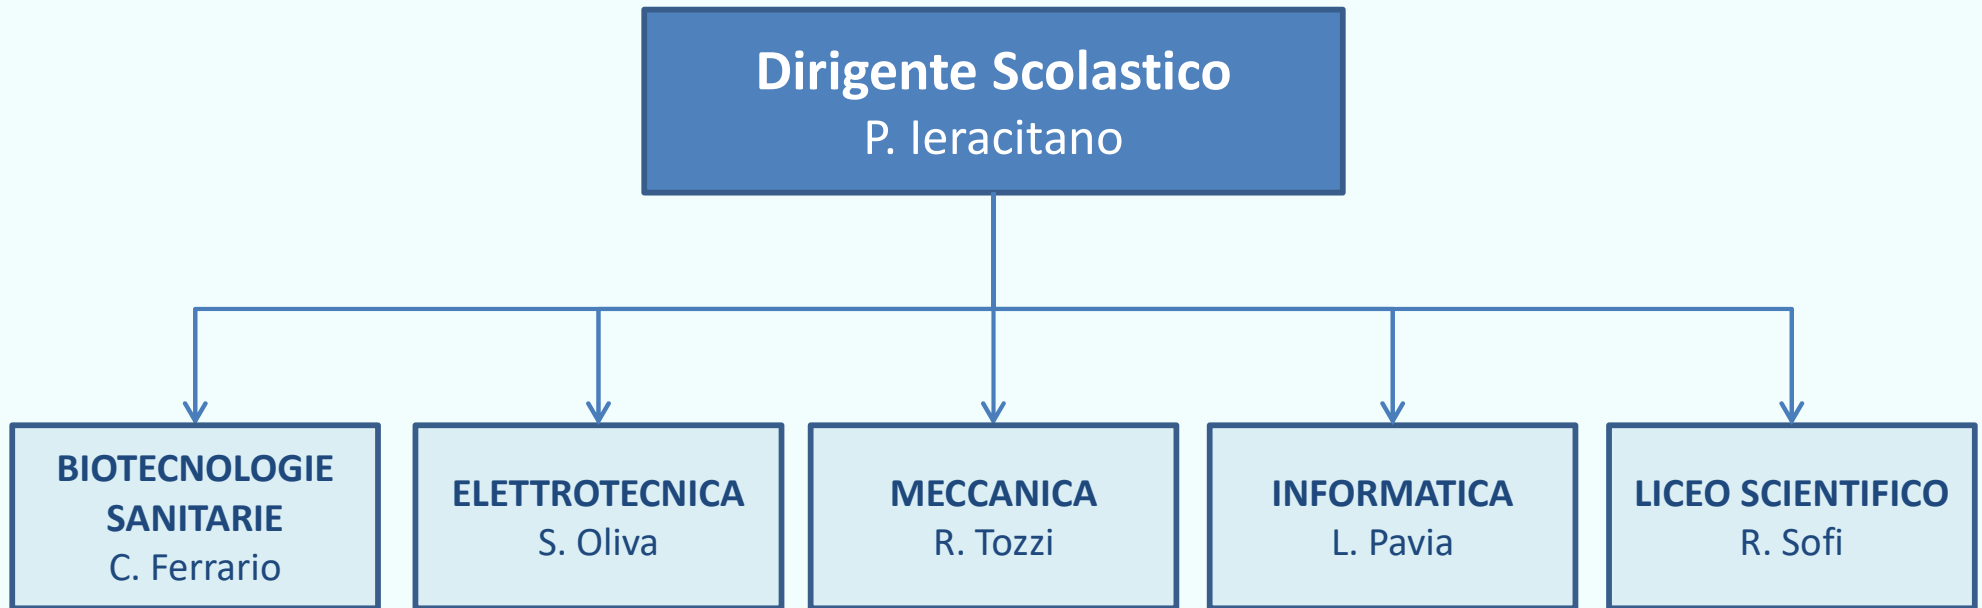 Dirigente Scolastico
P. Ieracitano
BIOTECNOLOGIE
SANITARIE
C. Ferrario
ELETTROTECNICA
S. Oliva
MECCANICA
R. Tozzi
INFORMATICA
L. Pavia
LICEO SCIENTIFICO
R. Sofi